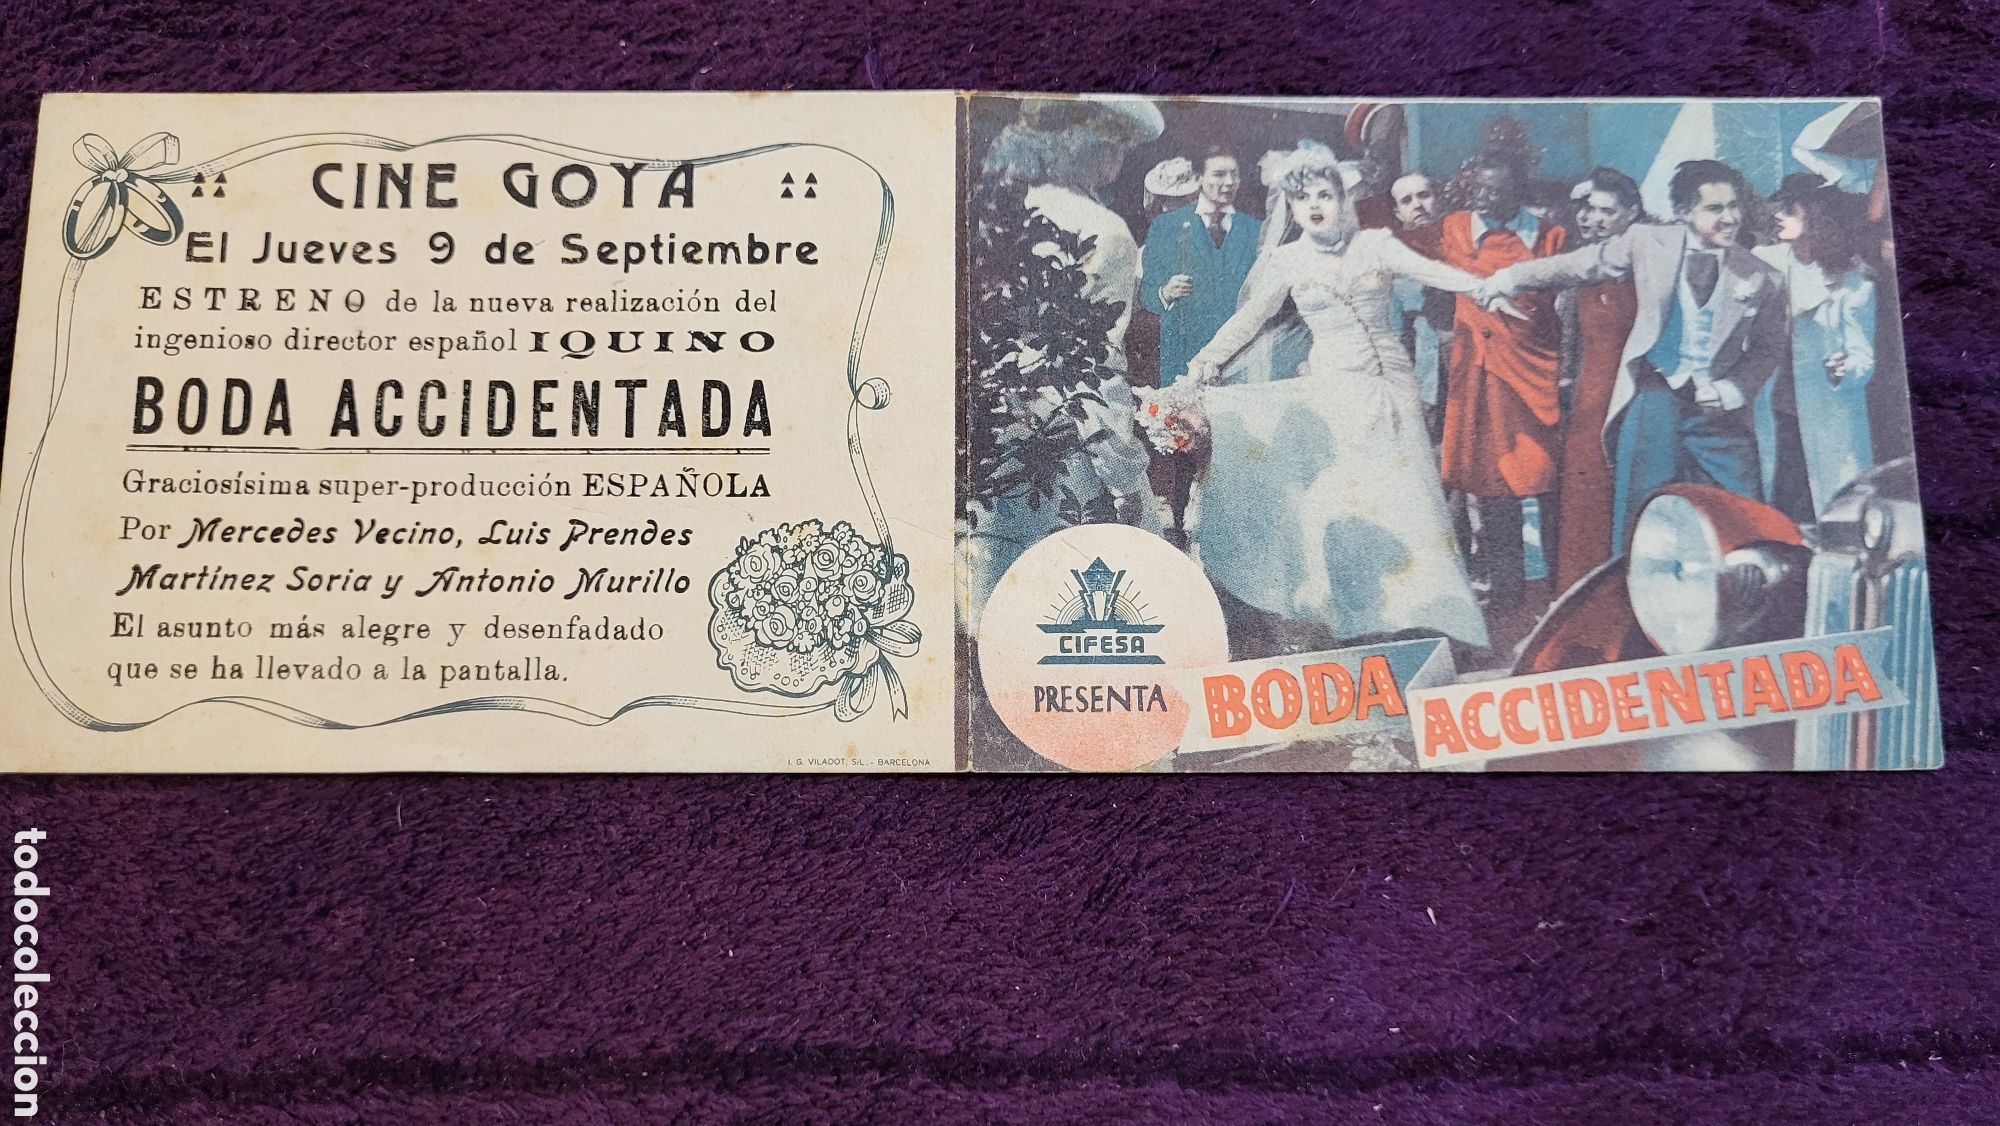 CINE GOYA
El Jueves 9 de Septiembre
ESTRENO de la nueva realización del
ingenioso director español IQUINO
BODA ACCIDENTADA
Graciosísima super-producción ESPAÑOLA
Por Mercedes Vecino, Luis Prendes
Martínez Soria y Antonio Murillo
El asunto más alegre y desenfadado
que se ha llevado a la pantalla.
I. G. VILADOT, S.L. - BARCELONA
CIFESA
PRESENTA
BODA
ACCIDENTADA
todocoleccion